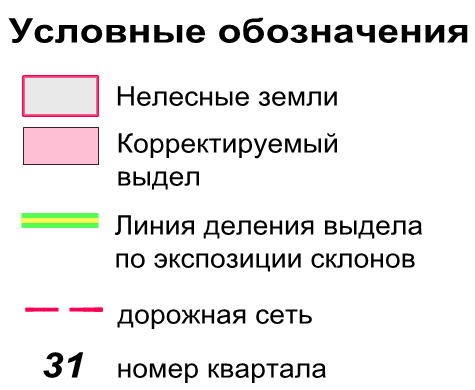 Условные обозначения
Нелесные земли
Корректируемый
выдел
Линия деления выдела
по экспозиции склонов
дорожная сеть
31 номер квартала